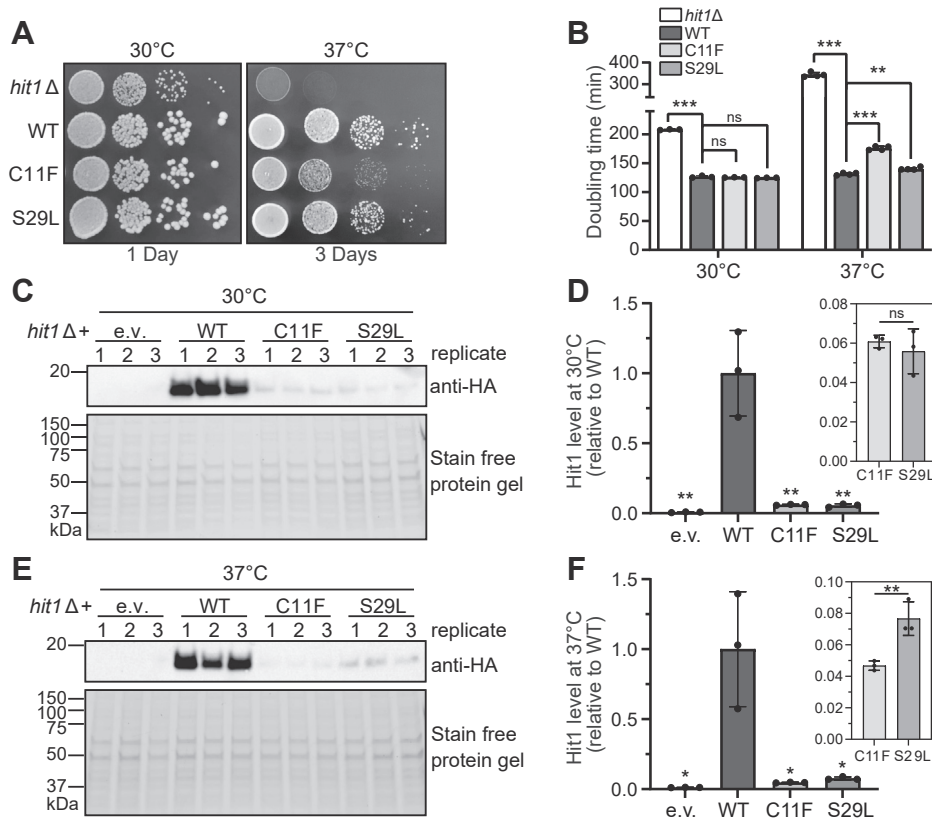 A
30°C
37°C
hit1Δ
WT
C11F
S29L
1 Day
3 Days
B
hit1Δ
WT
C11F
S29L
Doubling time (min)
400
300
200
150
100
50
0
***
ns
ns
***
**
***
30°C
37°C
C
30°C
hit1Δ + e.v. WT C11F S29L
1 2 3 1 2 3 1 2 3 1 2 3 replicate
20
anti-HA
150
100
75
50
37
kDa
Stain free
protein gel
D
Hit1 level at 30°C
(relative to WT)
1.5
1.0
0.5
0.0
**
**
**
e.v. WT C11F S29L
0.08
0.06
0.04
0.02
0.00
ns
C11F S29L
E
37°C
hit1Δ + e.v. WT C11F S29L
1 2 3 1 2 3 1 2 3 1 2 3 replicate
20
anti-HA
150
100
75
50
37
kDa
Stain free
protein gel
F
Hit1 level at 37°C
(relative to WT)
1.5
1.0
0.5
0.0
*
*
*
e.v. WT C11F S29L
0.10
0.08
0.06
0.04
0.02
0.00
**
C11F S29L